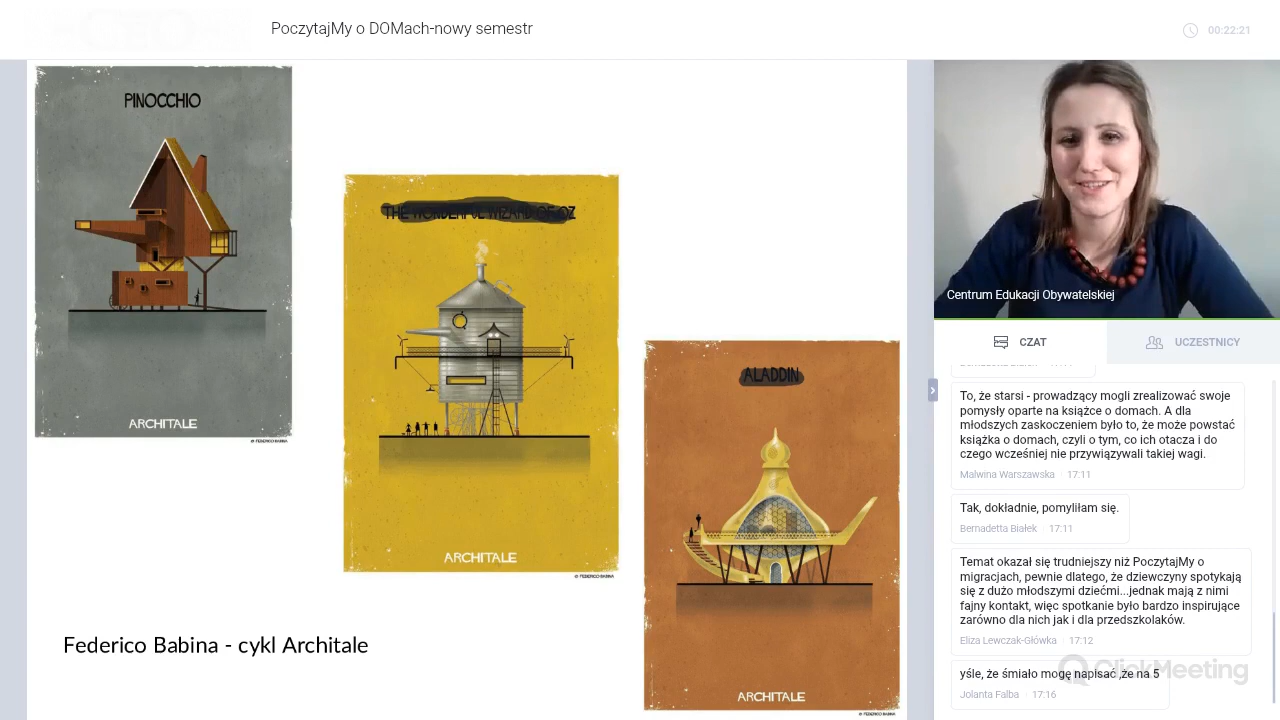 PoczytajMy o DOMach-nowy semestr
00:22:21
PINOCCHIO
ARCHITALE
© FEDERICO BABINA
THE WONDERFUL WIZARD OF OZ
ARCHITALE
© FEDERICO BABINA
ALADDIN
ARCHITALE
© FEDERICO BABINA
Federico Babina - cykl Architale
Centrum Edukacji Obywatelskiej
CZAT
UCZESTNICY
To, że starsi - prowadzący mogli zrealizować swoje
pomysły oparte na książce o domach. A dla
młodszych zaskoczeniem było to, że może powstać
książka o domach, czyli o tym, co ich otacza i do
czego wcześniej nie przywiązywali takiej wagi.
Malwina Warszawska · 17:11
Tak, dokładnie, pomyliłam się.
Bernadetta Białek · 17:11
Temat okazał się trudniejszy niż PoczytajMy o
migracjach, pewnie dlatego, że dziewczyny spotykają
się z dużo młodszymi dziećmi...jednak mają z nimi
fajny kontakt, więc spotkanie było bardzo inspirujące
zarówno dla nich jak i dla przedszkolaków.
Eliza Lewczak-Główka · 17:12
yśle, że śmiało mogę napisać ,że na 5
Jolanta Falba · 17:16
ClickMeeting